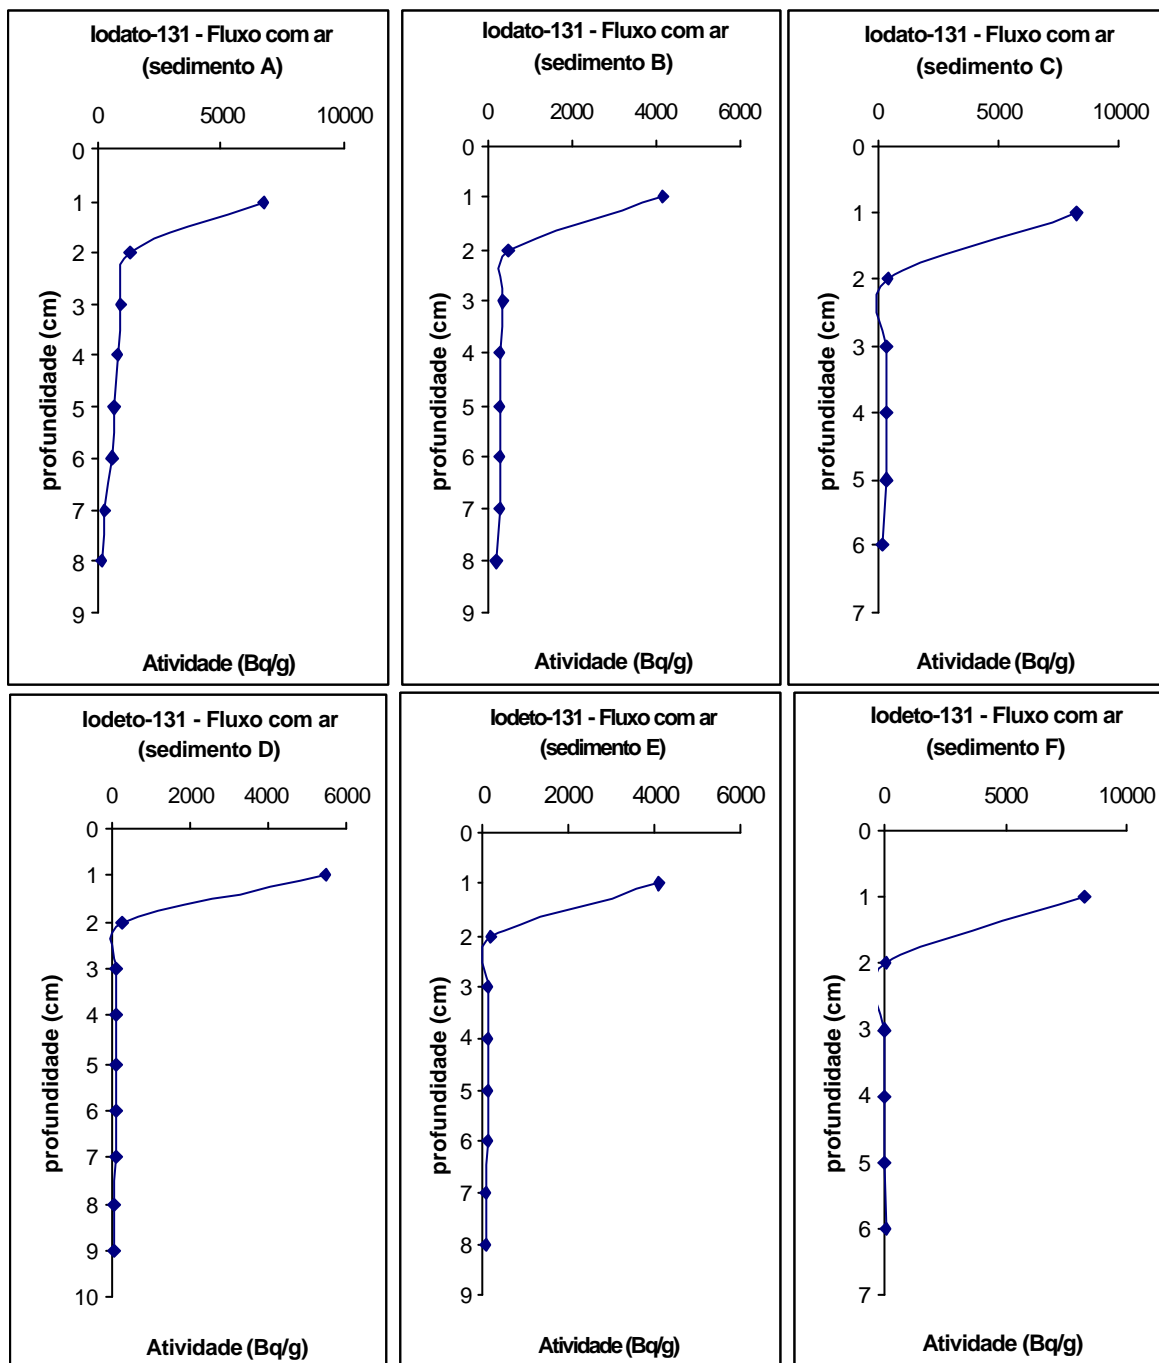 Iodato-131 - Fluxo com ar
(sedimento A)
0 5000 10000
0
1
2
3
4
5
6
7
8
9
profundidade (cm)
Atividade (Bq/g)
Iodato-131 - Fluxo com ar
(sedimento B)
0 2000 4000 6000
0
1
2
3
4
5
6
7
8
9
profundidade (cm)
Atividade (Bq/g)
Iodato-131 - Fluxo com ar
(sedimento C)
0 5000 10000
0
1
2
3
4
5
6
7
profundidade (cm)
Atividade (Bq/g)
Iodeto-131 - Fluxo com ar
(sedimento D)
0 2000 4000 6000
0
1
2
3
4
5
6
7
8
9
10
profundidade (cm)
Atividade (Bq/g)
Iodeto-131 - Fluxo com ar
(sedimento E)
0 2000 4000 6000
0
1
2
3
4
5
6
7
8
9
profundidade (cm)
Atividade (Bq/g)
Iodeto-131 - Fluxo com ar
(sedimento F)
0 5000 10000
0
1
2
3
4
5
6
7
profundidade (cm)
Atividade (Bq/g)